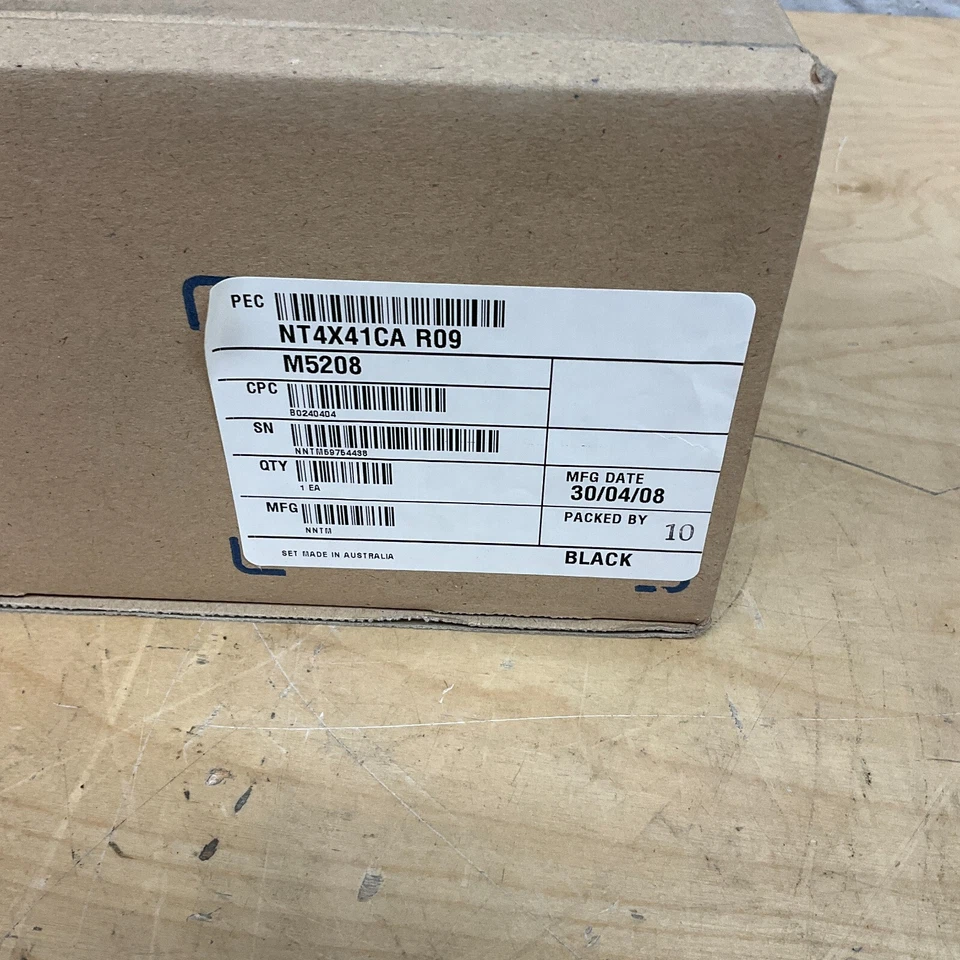 PEC
NT4X41CA R09
M5208
CPC
B0240404
SN
NNTM59754438
QTY
1 EA
MFG
NNTM
SET MADE IN AUSTRALIA
MFG DATE
30/04/08
PACKED BY 10
BLACK